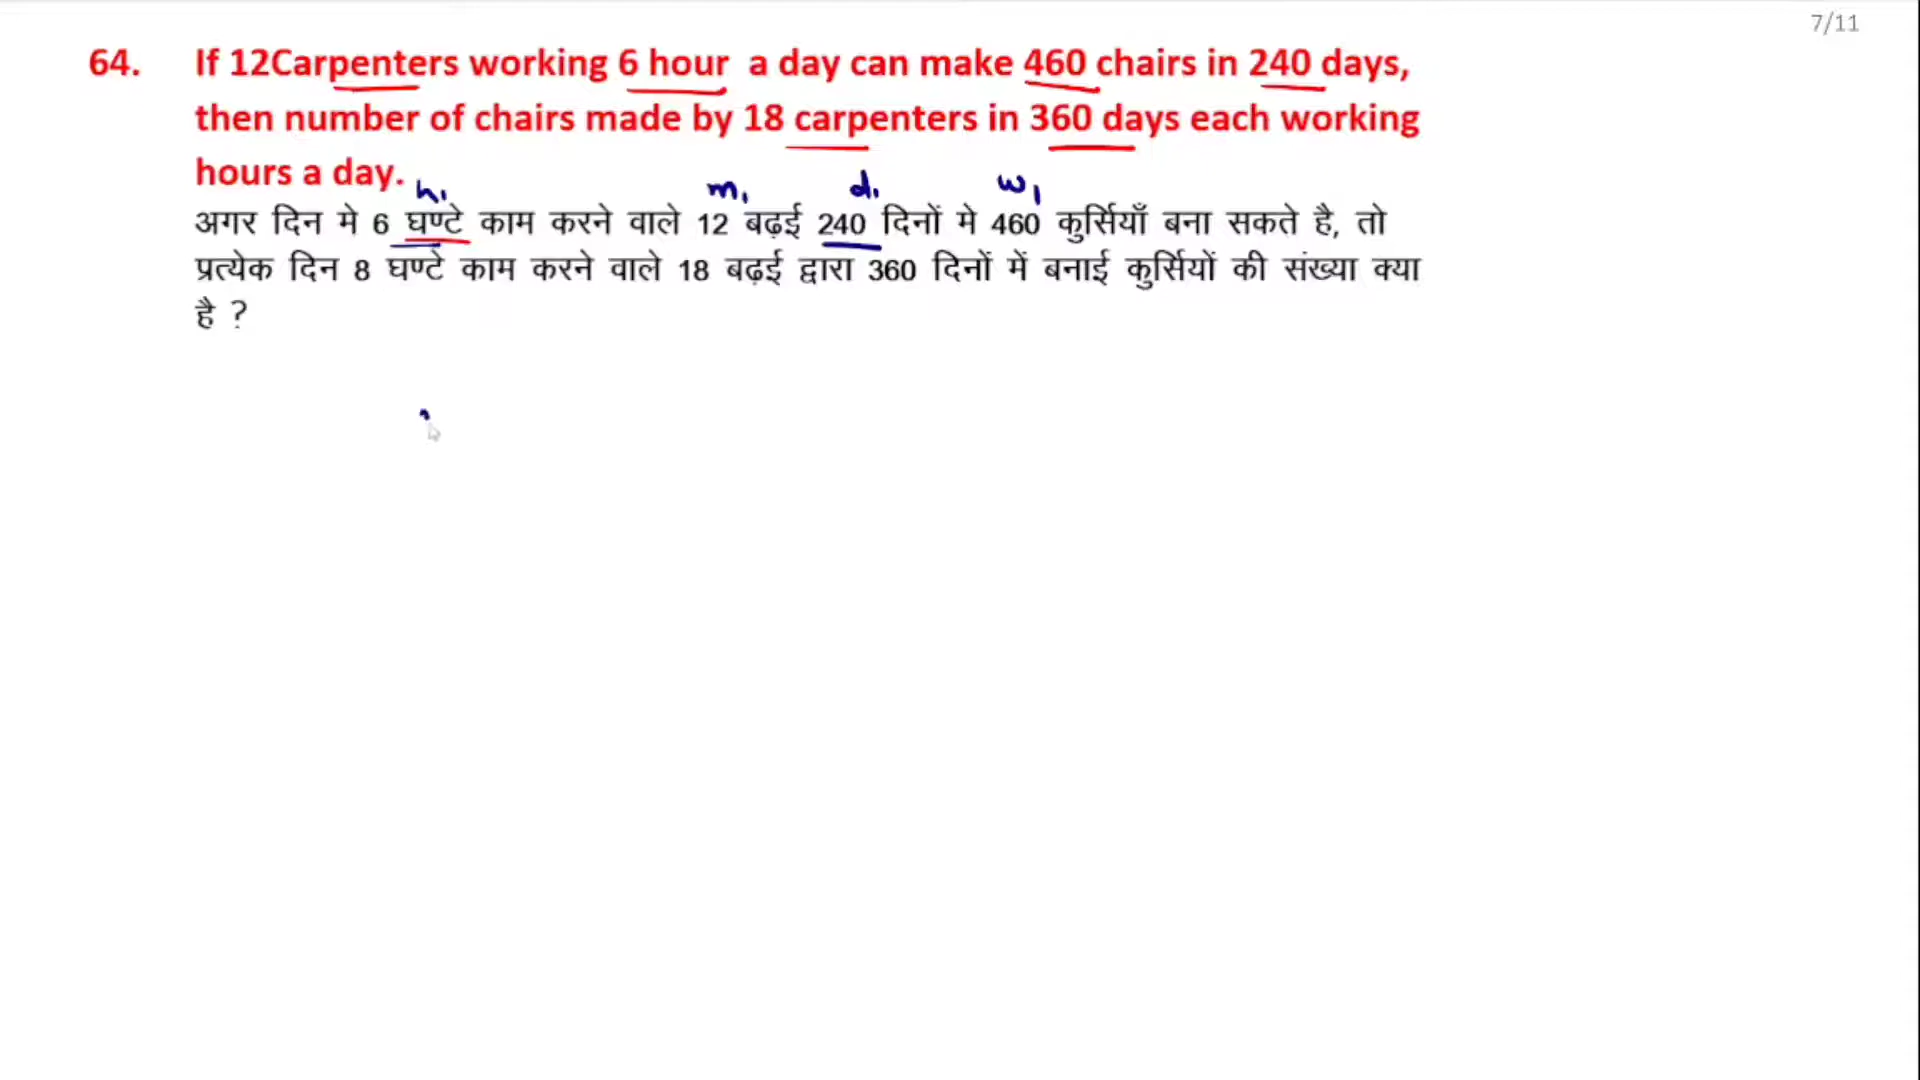 7/11
64. If 12Carpenters working 6 hour a day can make 460 chairs in 240 days,
then number of chairs made by 18 carpenters in 360 days each working
hours a day.
h₁ m₁ d₁ w₁
अगर दिन मे 6 घण्टे काम करने वाले 12 बढ़ई 240 दिनों मे 460 कुर्सियाँ बना सकते है, तो
प्रत्येक दिन 8 घण्टे काम करने वाले 18 बढ़ई द्वारा 360 दिनों में बनाई कुर्सियों की संख्या क्या
है ?